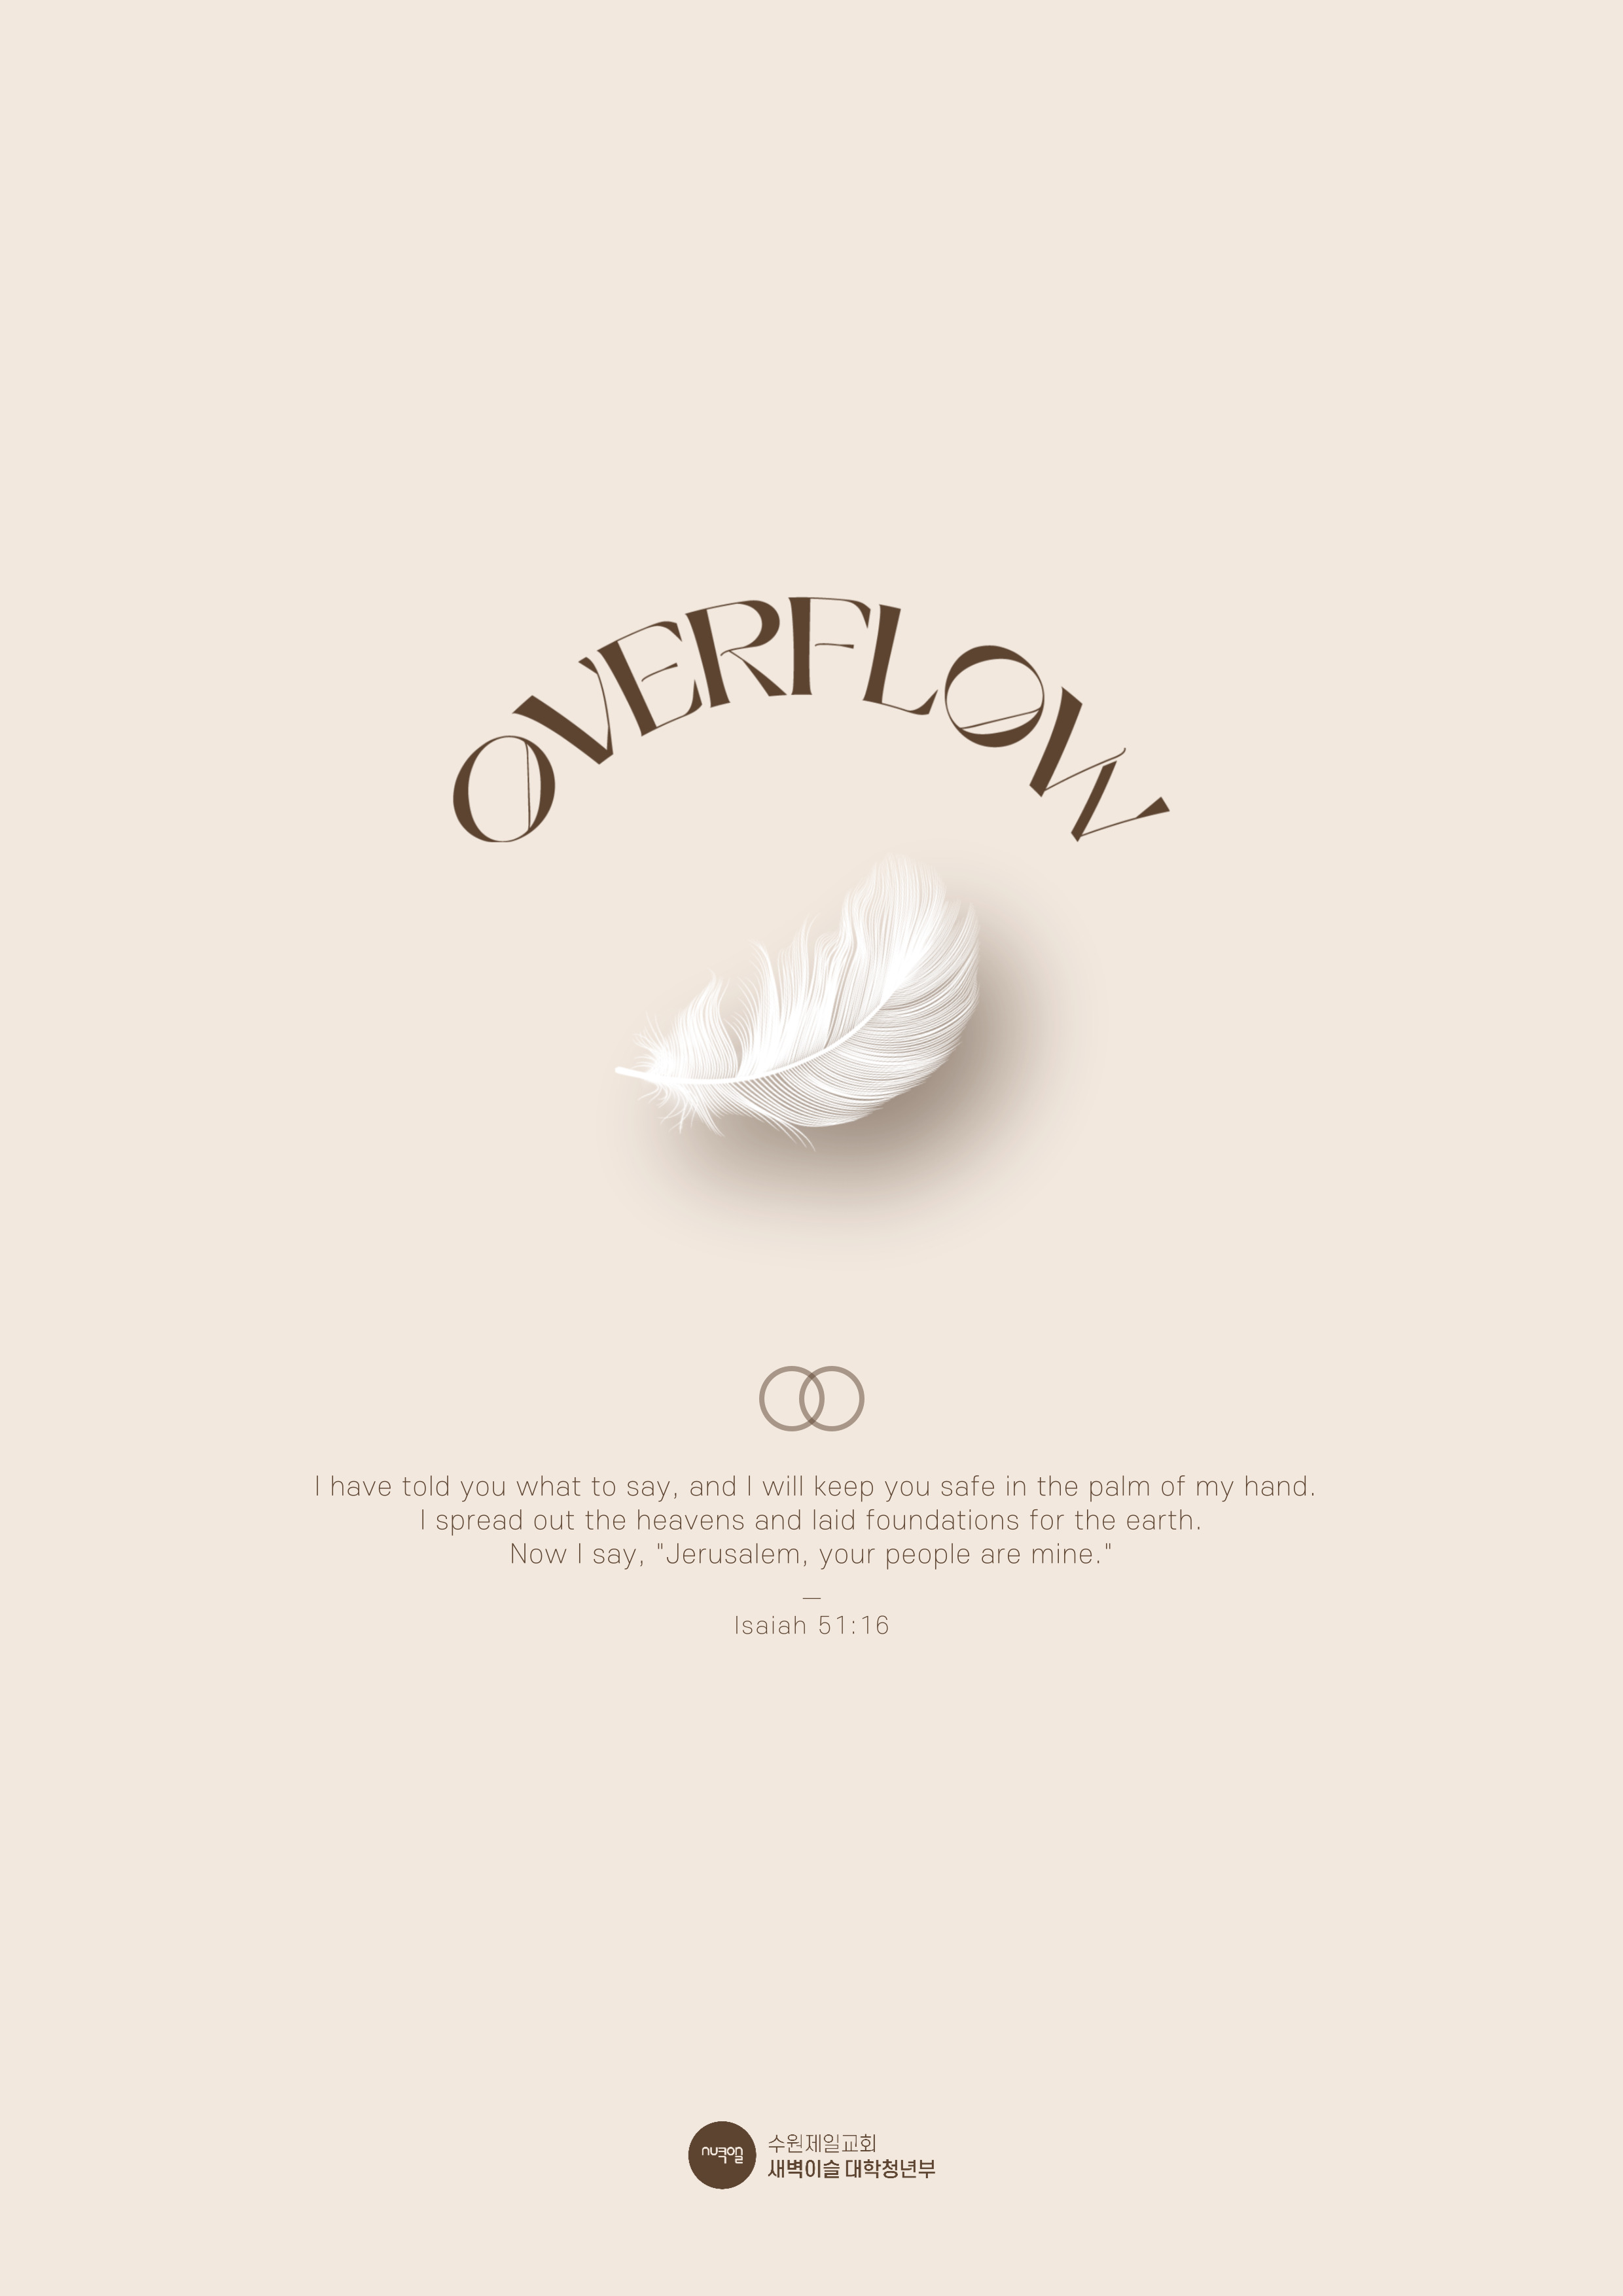 OVERFLOW
I have told you what to say, and I will keep you safe in the palm of my hand.
I spread out the heavens and laid foundations for the earth.
Now I say, "Jerusalem, your people are mine."
—
Isaiah 51:16
수원제일교회
새벽이슬 대학청년부